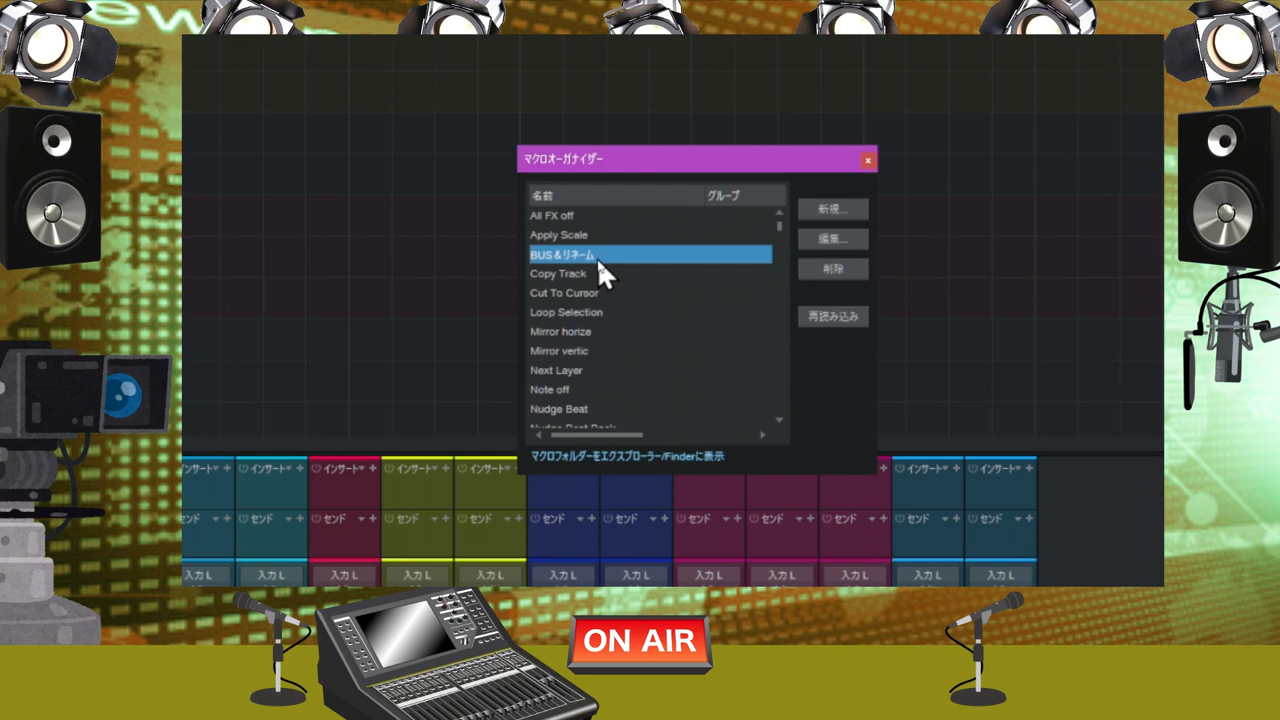 ew
マクロオーガナイザー
x
名前 グループ
All FX off
Apply Scale
BUS&リネーム
Copy Track
Cut To Cursor
Loop Selection
Mirror horize
Mirror vertic
Next Layer
Note off
Nudge Beat
Nudge Beat Back
新規...
編集...
削除
再読み込み
マクロフォルダーをエクスプローラー/Finderに表示
インサート インサート インサート インサート インサート インサート インサート
センド センド センド センド センド センド センド センド センド センド センド センド
入力 L 入力 L 入力 L 入力 L 入力 L 入力 L 入力 L 入力 L 入力 L 入力 L 入力 L 入力 L
ON AIR